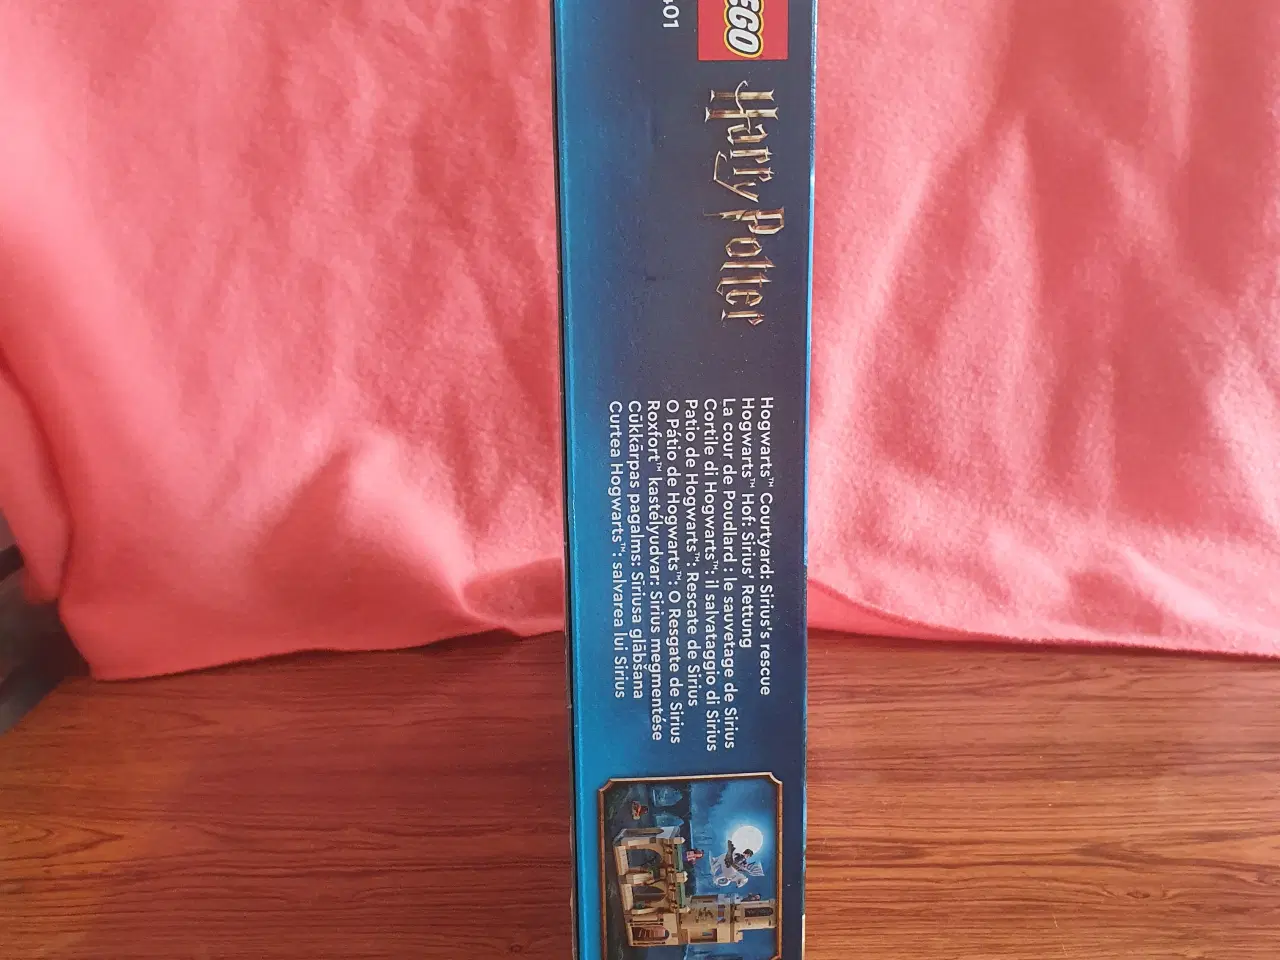 EGO
401
Harry Potter
Hogwarts™ Courtyard: Sirius's rescue
Hogwarts™ Hof: Sirius' Rettung
La cour de Poudlard : le sauvetage de Sirius
Cortile di Hogwarts™: il salvataggio di Sirius
Patio de Hogwarts™: Rescate de Sirius
O Pátio de Hogwarts™: O Resgate de Sirius
Roxfort™ kastélyudvar: Sirius megmentése
Cūkkārpas pagalms: Sīriusa glābšana
Curtea Hogwarts™: salvarea lui Sirius